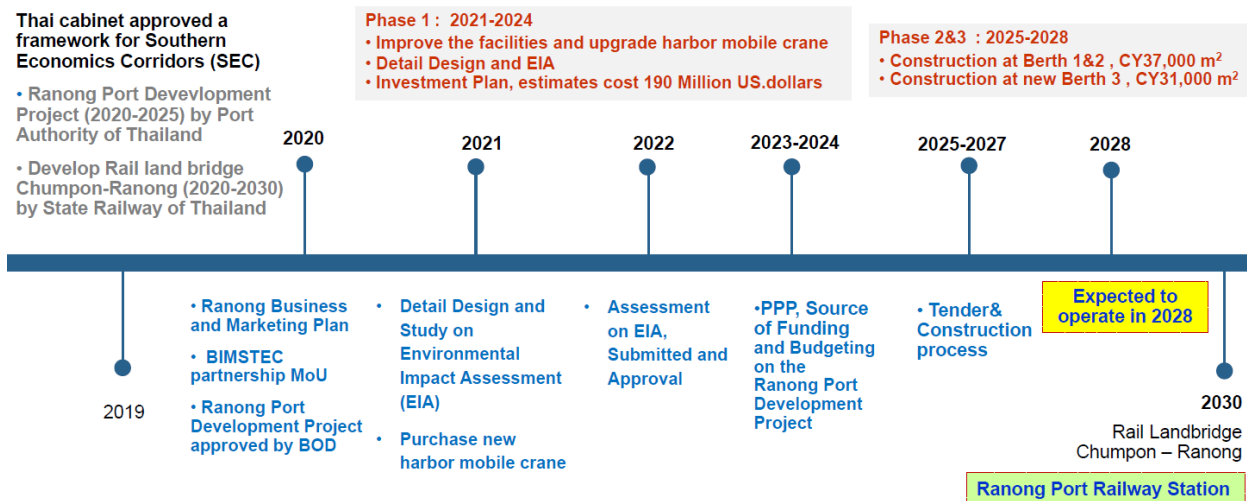 Thai cabinet approved a
framework for Southern
Economics Corridors (SEC)
• Ranong Port Devevlopment
Project (2020-2025) by Port
Authority of Thailand
• Develop Rail land bridge
Chumpon-Ranong (2020-2030)
by State Railway of Thailand
Phase 1 : 2021-2024
• Improve the facilities and upgrade harbor mobile crane
• Detail Design and EIA
• Investment Plan, estimates cost 190 Million US.dollars
Phase 2&3 : 2025-2028
• Construction at Berth 1&2 , CY37,000 m²
• Construction at new Berth 3 , CY31,000 m²
2020
2021
2022
2023-2024
2025-2027
2028
2019
• Ranong Business
and Marketing Plan
• BIMSTEC
partnership MoU
• Ranong Port
Development Project
approved by BOD
• Detail Design and
Study on
Environmental
Impact Assessment
(EIA)
• Purchase new
harbor mobile crane
• Assessment
on EIA,
Submitted and
Approval
•PPP, Source
of Funding
and Budgeting
on the
Ranong Port
Development
Project
• Tender&
Construction
process
Expected to
operate in 2028
2030
Rail Landbridge
Chumpon – Ranong
Ranong Port Railway Station